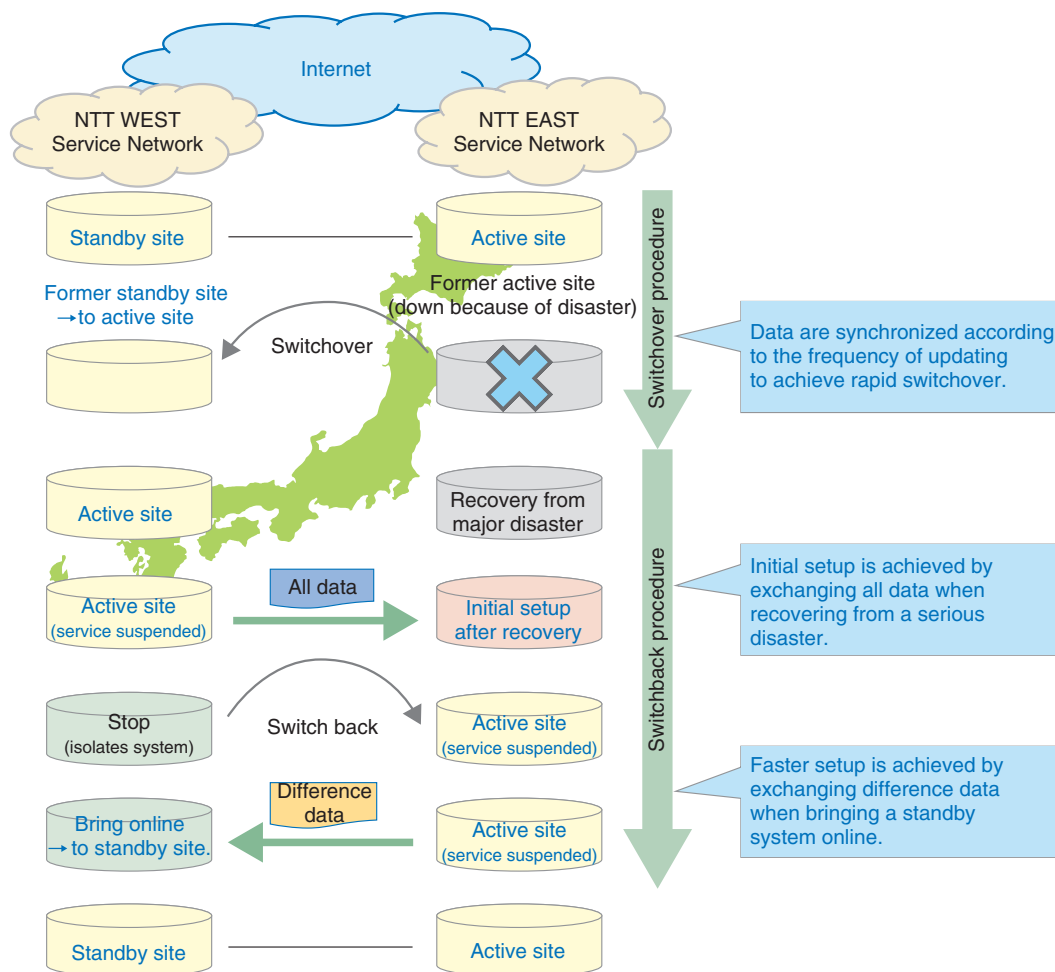 Internet
NTT WEST
Service Network
NTT EAST
Service Network
Standby site
Active site
Switchover procedure
Former standby site
→to active site
Former active site
(down because of disaster)
Switchover
Data are synchronized according
to the frequency of updating
to achieve rapid switchover.
Active site
Recovery from
major disaster
Switchback procedure
Active site
(service suspended)
All data
Initial setup
after recovery
Initial setup is achieved by
exchanging all data when
recovering from a serious
disaster.
Stop
(isolates system)
Switch back
Active site
(service suspended)
Bring online
→ to standby site.
Difference
data
Active site
(service suspended)
Faster setup is achieved by
exchanging difference data
when bringing a standby
system online.
Standby site
Active site